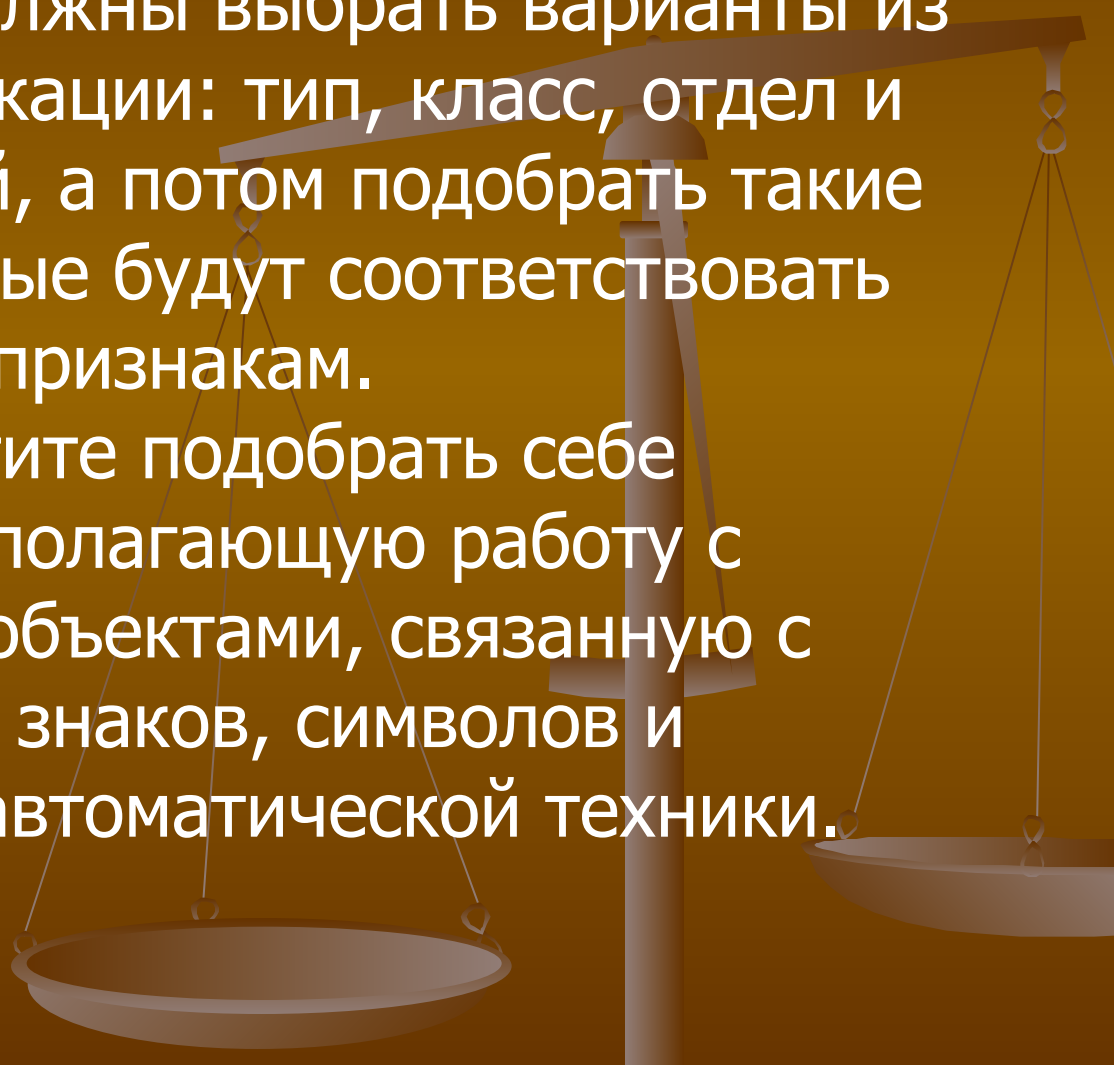 лжны выбрать варианты из
кации: тип, класс, отдел и
й, а потом подобрать такие
ые будут соответствовать
признакам.
ите подобрать себе
полагающую работу с
объектами, связанную с
знаков, символов и
автоматической техники.